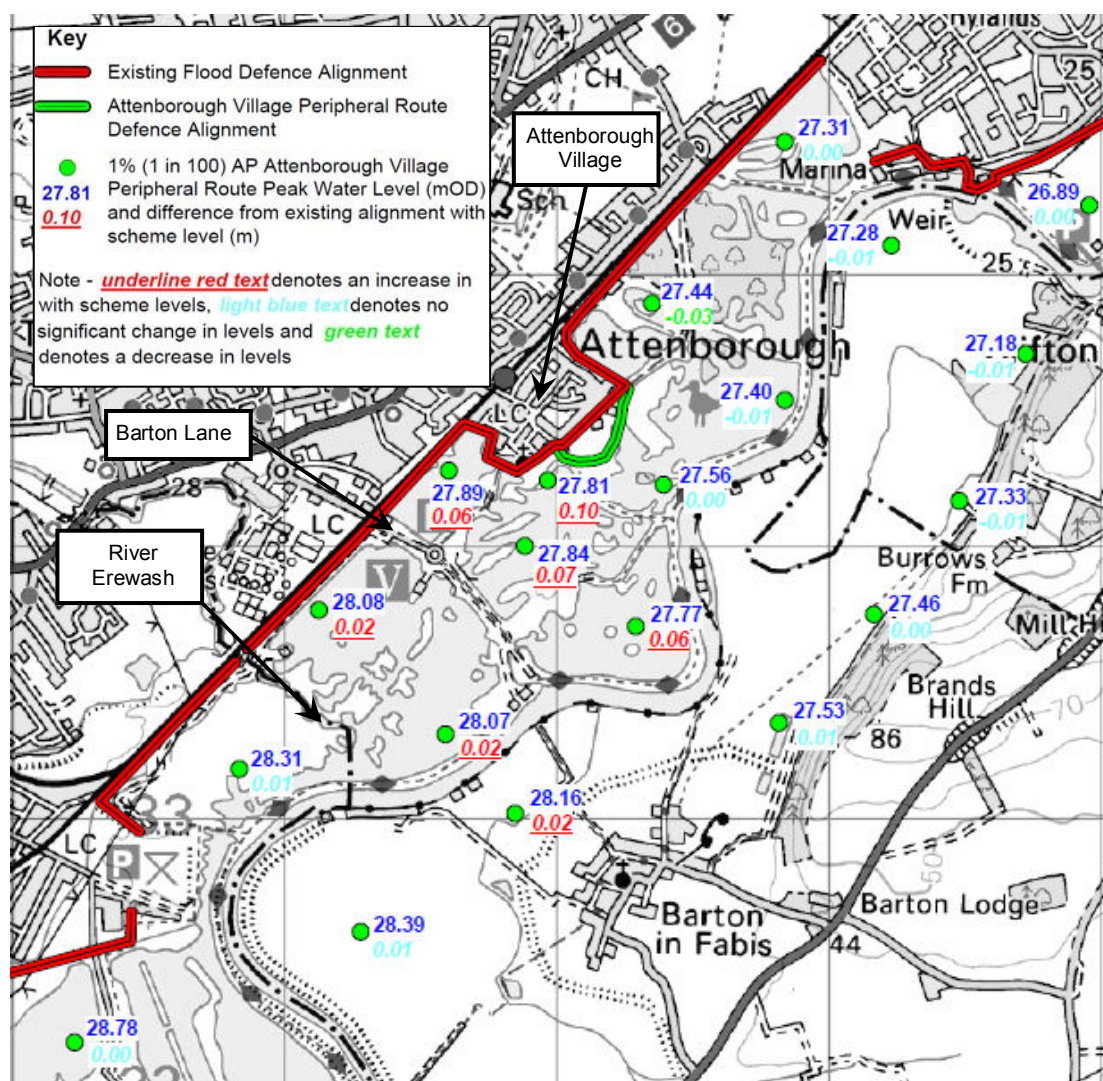 Key
Existing Flood Defence Alignment
Attenborough Village Peripheral Route
Defence Alignment
27.81
0.10
1% (1 in 100) AP Attenborough Village
Peripheral Route Peak Water Level (mOD)
and difference from existing alignment with
scheme level (m)
Note - underline red text denotes an increase in
with scheme levels, light blue text denotes no
significant change in levels and green text
denotes a decrease in levels
6
CH
Rylands
25
Attenborough
Village
27.31
0.00
Marina
Sch
26.89
0.00
27.28
-0.01
Weir
25
27.44
-0.03
Attenborough
27.18
-0.01
ifton
27.40
-0.01
LC
Barton Lane
27.89
0.06
27.81
0.10
27.56
0.00
27.33
-0.01
28
LC
27.84
0.07
Burrows
Fm
River
Erewash
V
28.08
0.02
27.77
0.06
27.46
0.00
Mill Hi
Brands
Hill
70
28.07
0.02
27.53
0.01
86
28.31
0.01
28.16
0.02
33
LC
P
50
Barton
in Fabis
Barton Lodge
44
28.39
0.01
28.78
0.00